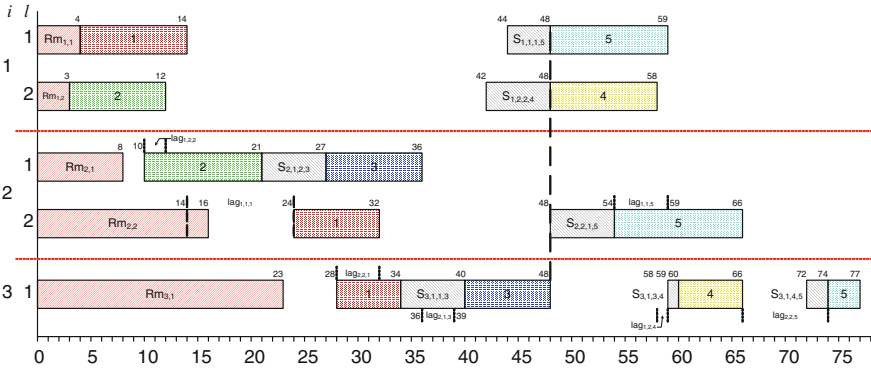 i l
4 14 44 48 59
1 Rm1,1 1 S1,1,1,5 5
1
3 12 42 48 58
2 Rm1,2 2 S1,2,2,4 4
lag1,2,2
8 10 21 27 36
1 Rm2,1 2 S2,1,2,3 3
2
14 16 lag1,1,1 24 32 48 54 lag1,1,5 59 66
2 Rm2,2 1 S2,2,1,5 5
23 28 lag2,2,1 34 40 48 58 59 60 66 72 74 77
3 1 Rm3,1 1 S3,1,1,3 3 S3,1,3,4 4 S3,1,4,5 5
36 lag2,1,3 39 lag1,2,4 lag2,2,5
0 5 10 15 20 25 30 35 40 45 50 55 60 65 70 75